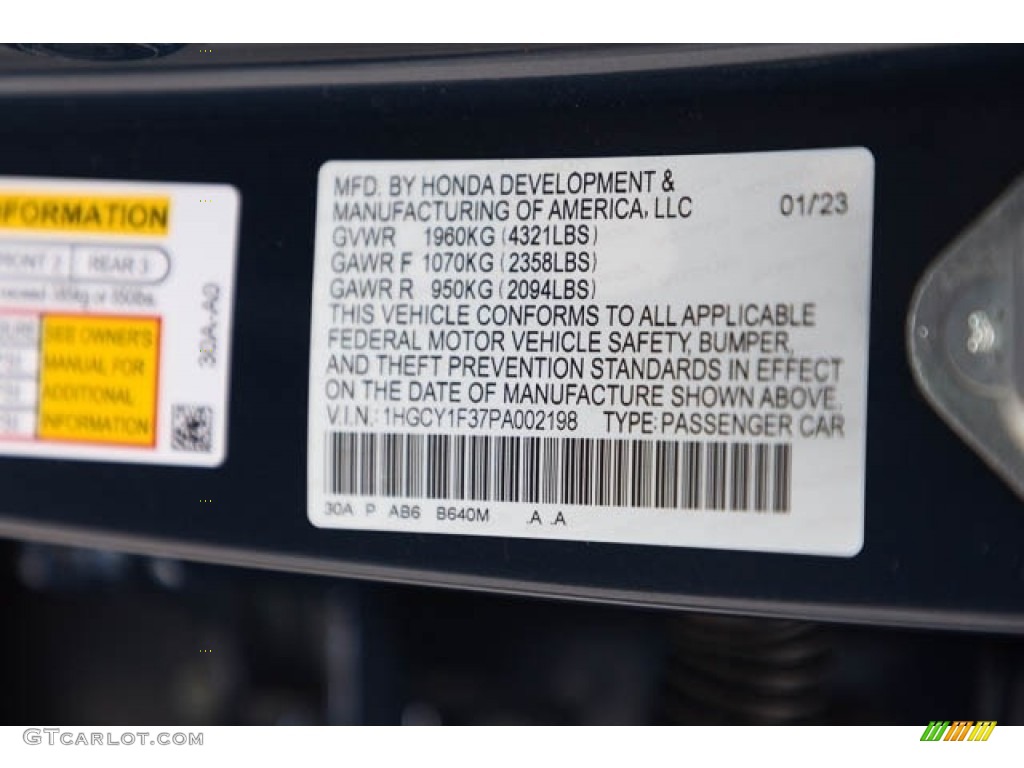 MFD. BY HONDA DEVELOPMENT &
MANUFACTURING OF AMERICA, LLC 01/'23
GVWR 1960KG (4321LBS)
GAWR F 1070KG (2358LBS)
GAWR R 950KG (2094LBS)
THIS VEHICLE CONFORMS TO ALL APPLICABLE
FEDERAL MOTOR VEHICLE SAFETY, BUMPER,
AND THEFT PREVENTION STANDARDS IN EFFECT
ON THE DATE OF MANUFACTURE SHOWN ABOVE.
V.I.N.: 1HGCY1F37PA002198 TYPE: PASSENGER CAR
30A P AB6 B640M .A .A
FORMATION
FRONT 2 REAR 3
SEE OWNER'S
MANUAL FOR
ADDITIONAL
INFORMATION
30A-A0
GTcarlot.com